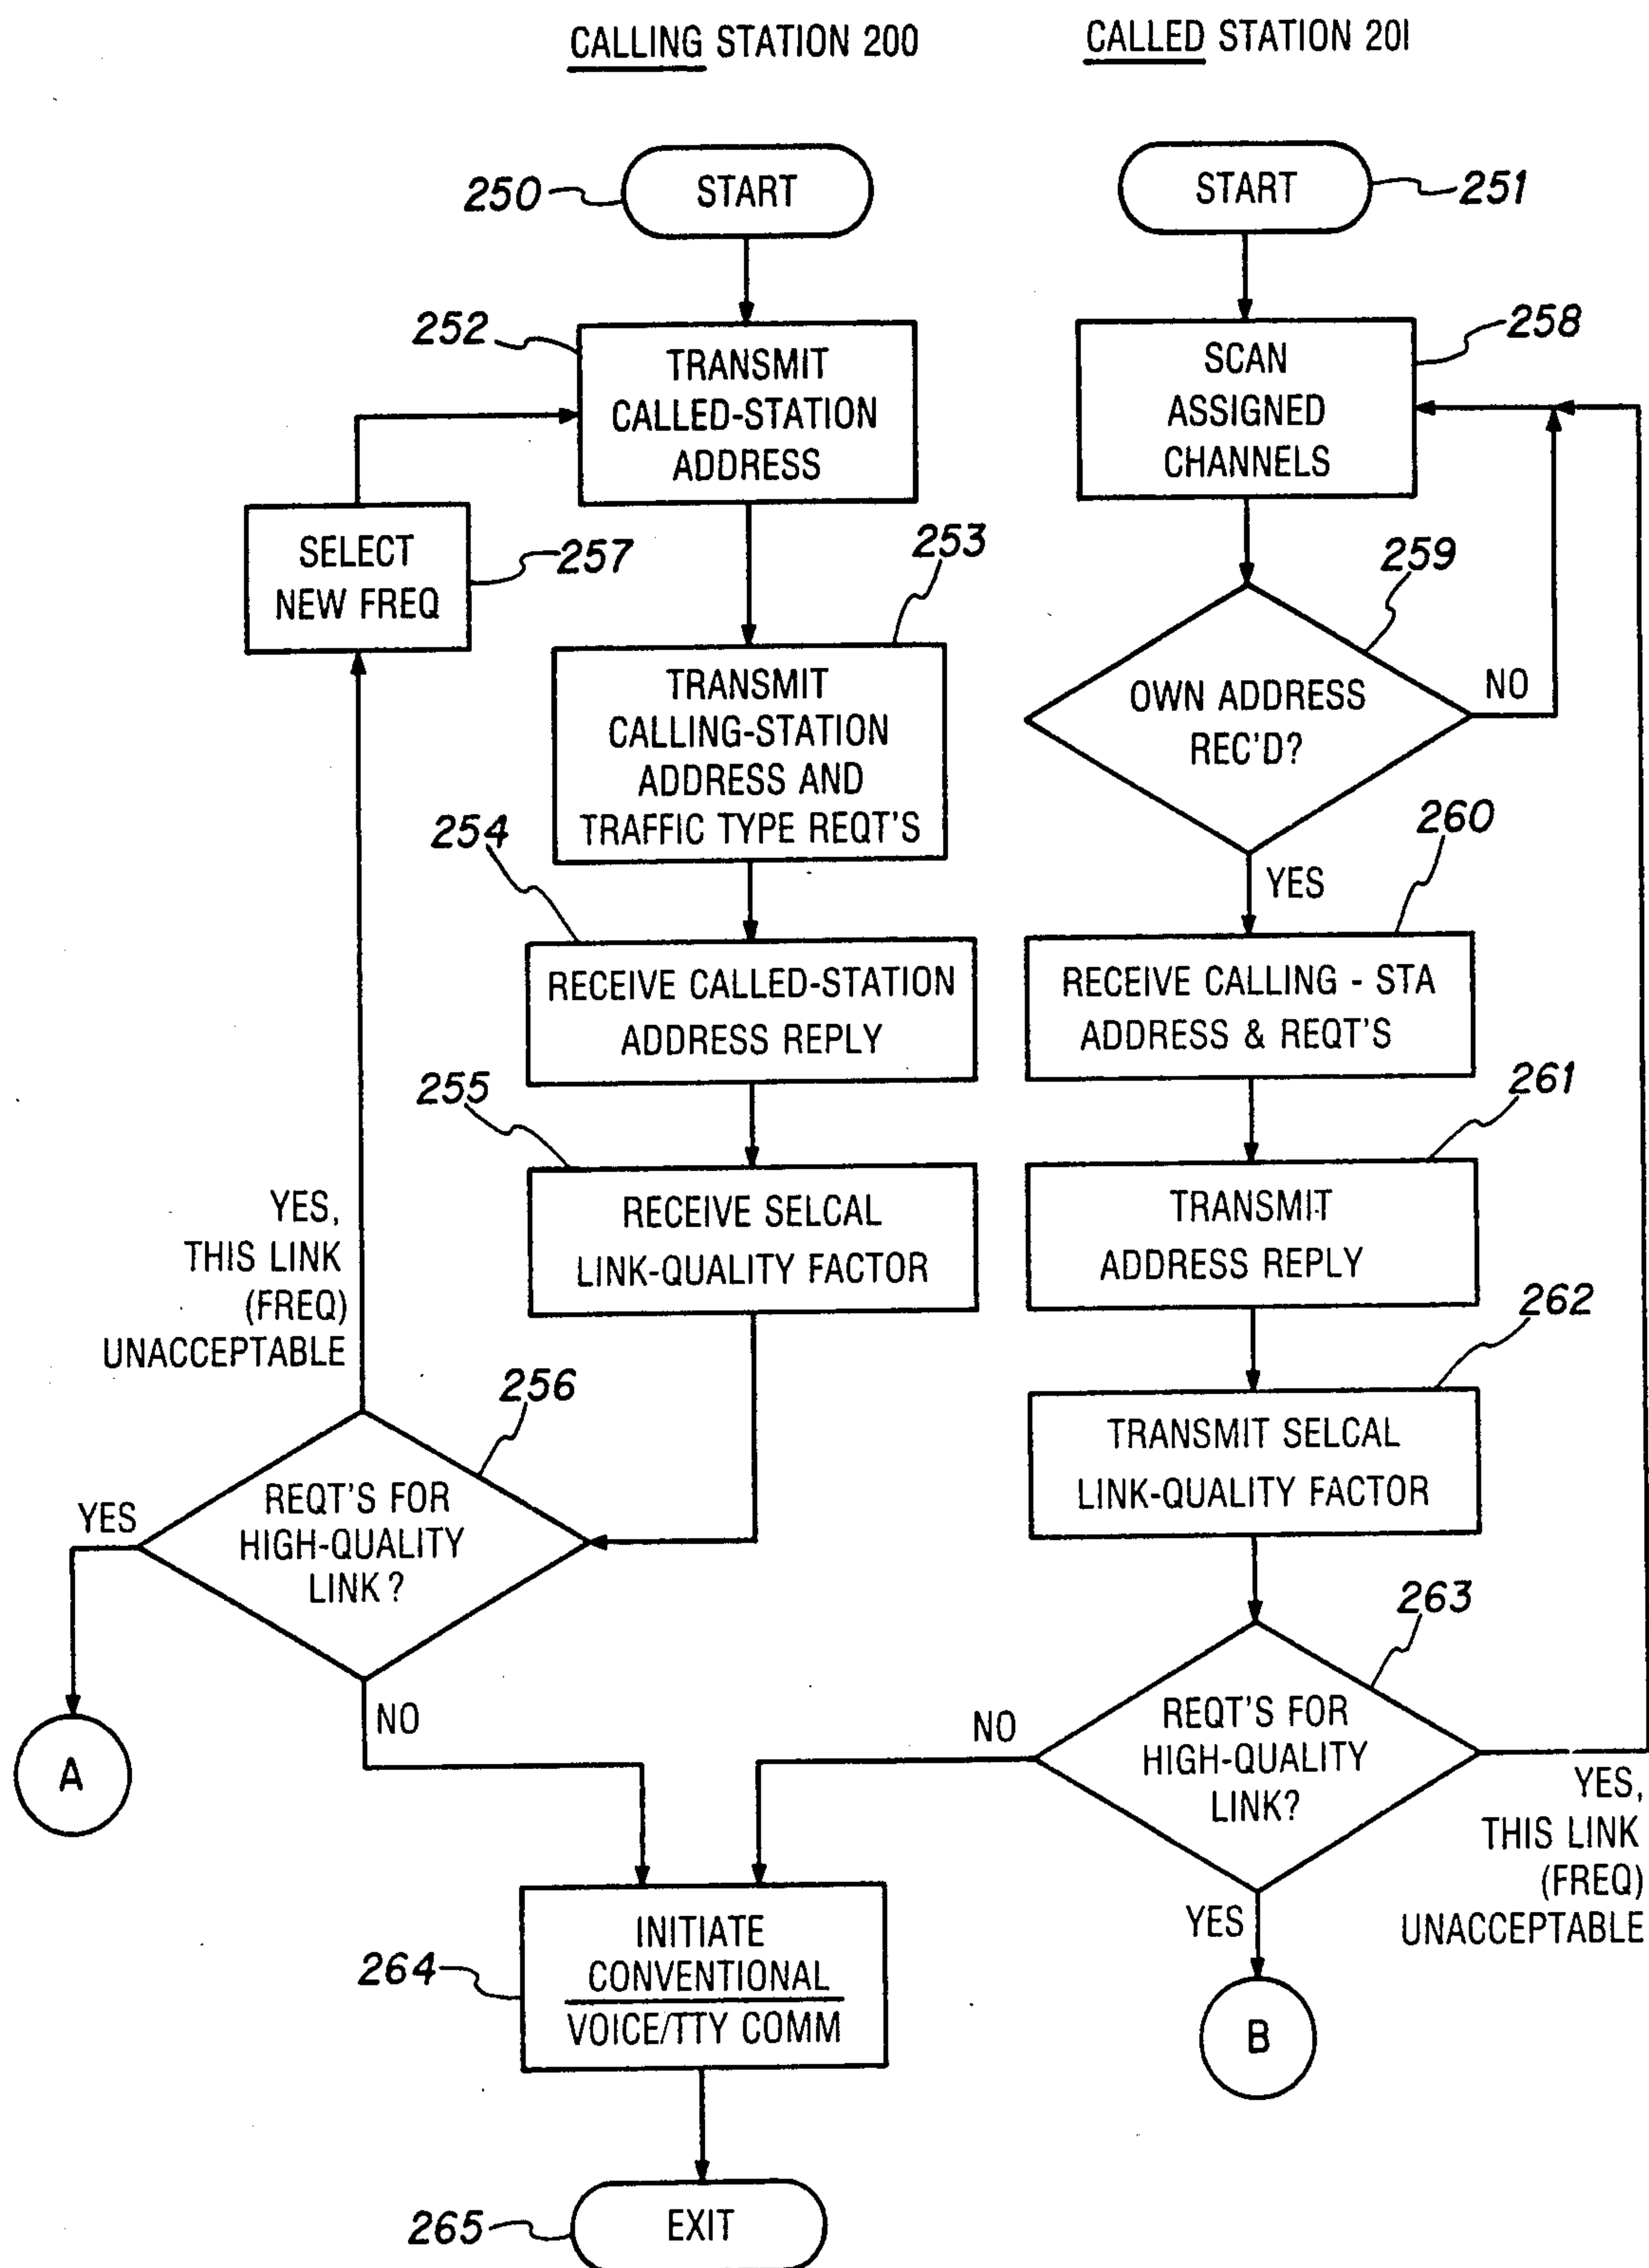 CALLING STATION 200
CALLED STATION 201
250
START
START
251
252
TRANSMIT
CALLED-STATION
ADDRESS
258
SCAN
ASSIGNED
CHANNELS
SELECT
NEW FREQ
257
253
TRANSMIT
CALLING-STATION
ADDRESS AND
TRAFFIC TYPE REQT'S
259
OWN ADDRESS
REC'D?
NO
YES
254
RECEIVE CALLED-STATION
ADDRESS REPLY
260
RECEIVE CALLING - STA
ADDRESS & REQT'S
255
RECEIVE SELCAL
LINK-QUALITY FACTOR
261
TRANSMIT
ADDRESS REPLY
YES,
THIS LINK
(FREQ)
UNACCEPTABLE
262
TRANSMIT SELCAL
LINK-QUALITY FACTOR
256
REQT'S FOR
HIGH-QUALITY
LINK?
YES
A
NO
263
REQT'S FOR
HIGH-QUALITY
LINK?
NO
YES,
THIS LINK
(FREQ)
UNACCEPTABLE
YES
B
264
INITIATE
CONVENTIONAL
VOICE/TTY COMM
265
EXIT